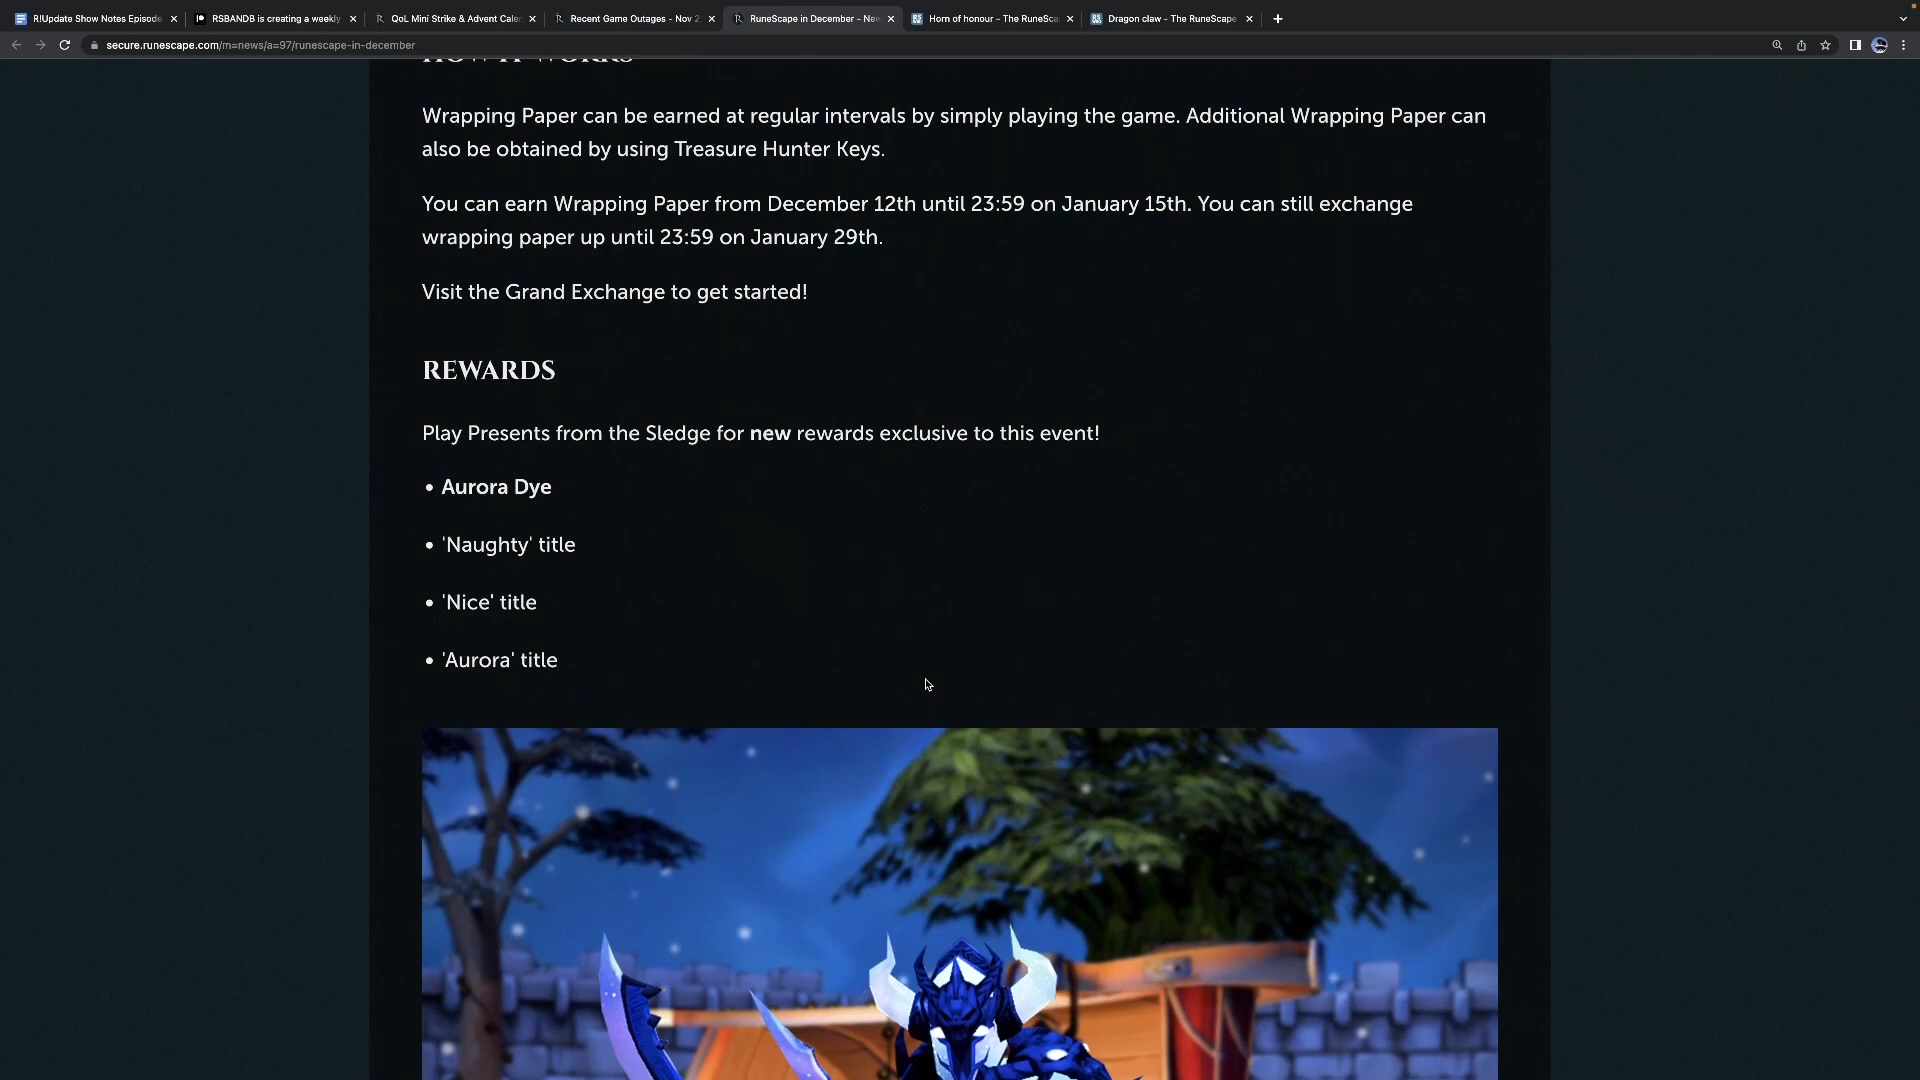 R!Update Show Notes Episode
RSBANDB is creating a weekly
QoL Mini Strike & Advent Calen
Recent Game Outages - Nov 2
RuneScape in December - New
Horn of honour - The RuneSca
Dragon claw - The RuneScape
secure.runescape.com/m=news/a=97/runescape-in-december
HOW IT WORKS
Wrapping Paper can be earned at regular intervals by simply playing the game. Additional Wrapping Paper can
also be obtained by using Treasure Hunter Keys.
You can earn Wrapping Paper from December 12th until 23:59 on January 15th. You can still exchange
wrapping paper up until 23:59 on January 29th.
Visit the Grand Exchange to get started!
REWARDS
Play Presents from the Sledge for new rewards exclusive to this event!
• Aurora Dye
• 'Naughty' title
• 'Nice' title
• 'Aurora' title